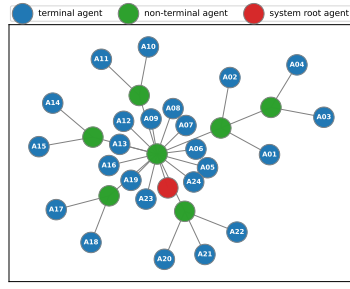 terminal agent non-terminal agent system root agent
A10
A11
A04
A02
A14
A08
A09
A03
A12
A07
A13
A15
A06
A01
A16
A05
A19
A24
A23
A17
A22
A18
A21
A20